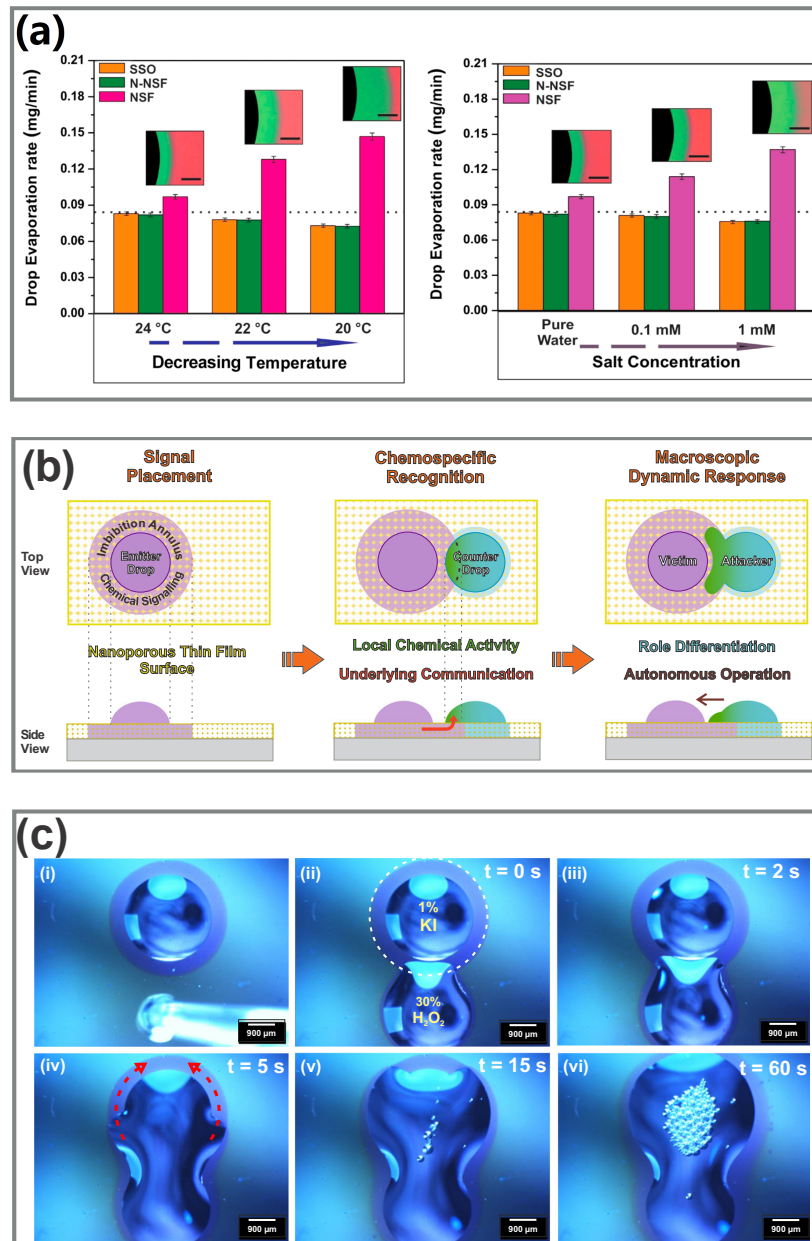 (a)
Drop Evaporation rate (mg/min)
0.21
0.18
0.15
0.12
0.09
0.06
0.03
0.00
SSO
N-NSF
NSF
24 °C 22 °C 20 °C
Decreasing Temperature
Drop Evaporation rate (mg/min)
0.21
0.18
0.15
0.12
0.09
0.06
0.03
0.00
SSO
N-NSF
NSF
Pure
Water
0.1 mM 1 mM
Salt Concentration
(b)
Signal
Placement
Chemospecific
Recognition
Macroscopic
Dynamic Response
Top
View
Imbibition Annulus
Emitter
Drop
Chemical Signalling
Counter
Drop
Victim
Attacker
Nanoporous Thin Film
Surface
Local Chemical Activity
Underlying Communication
Role Differentiation
Autonomous Operation
Side
View
(c)
(i)
900 µm
(ii)
t = 0 s
1%
KI
30%
H₂O₂
900 µm
(iii)
t = 2 s
900 µm
(iv)
t = 5 s
900 µm
(v)
t = 15 s
900 µm
(vi)
t = 60 s
900 µm